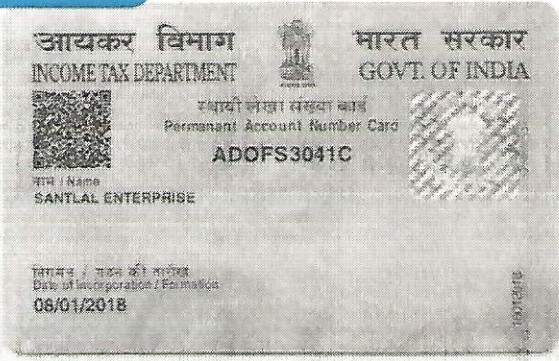 आयकर विभाग
INCOME TAX DEPARTMENT
भारत सरकार
GOVT. OF INDIA
स्थायी लेखा संख्या कार्ड
Permanent Account Number Card
ADOFS3041C
नाम / Name
SANTLAL ENTERPRISE
निगमन / गठन की तारीख
Date of Incorporation / Formation
08/01/2018